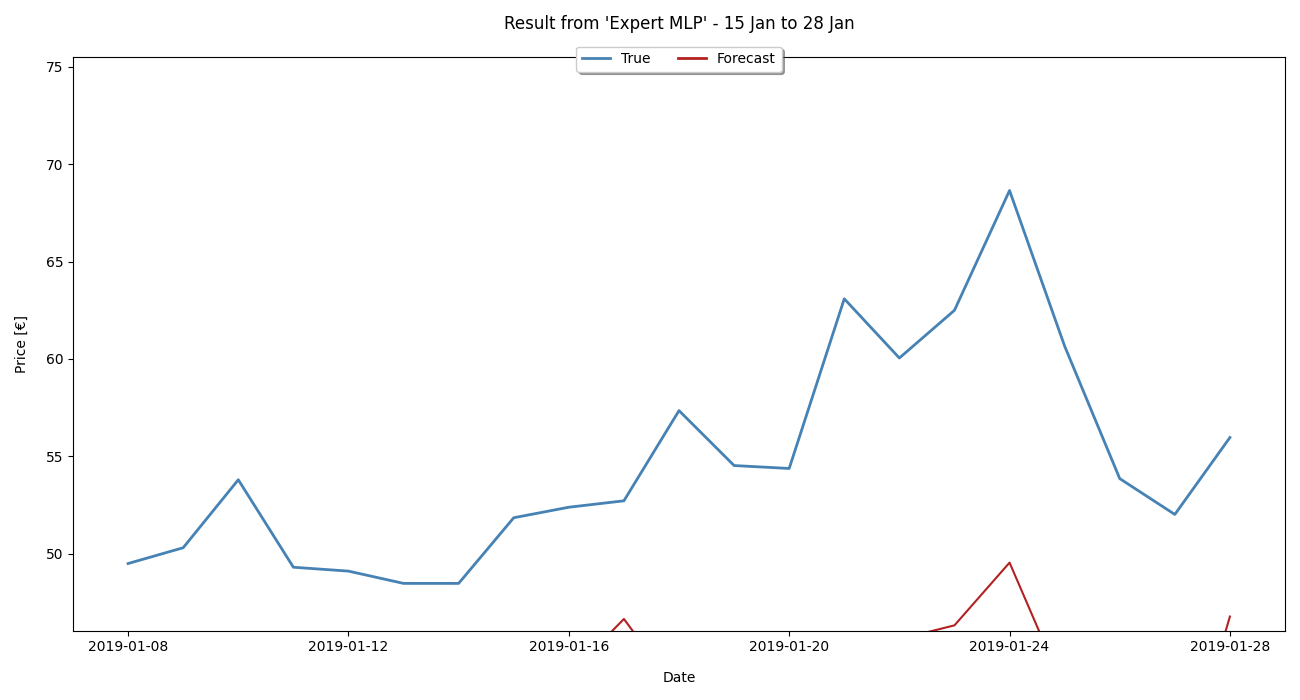 Result from 'Expert MLP' - 15 Jan to 28 Jan
True Forecast
75
70
65
60
55
50
Price [€]
2019-01-08 2019-01-12 2019-01-16 2019-01-20 2019-01-24 2019-01-28
Date